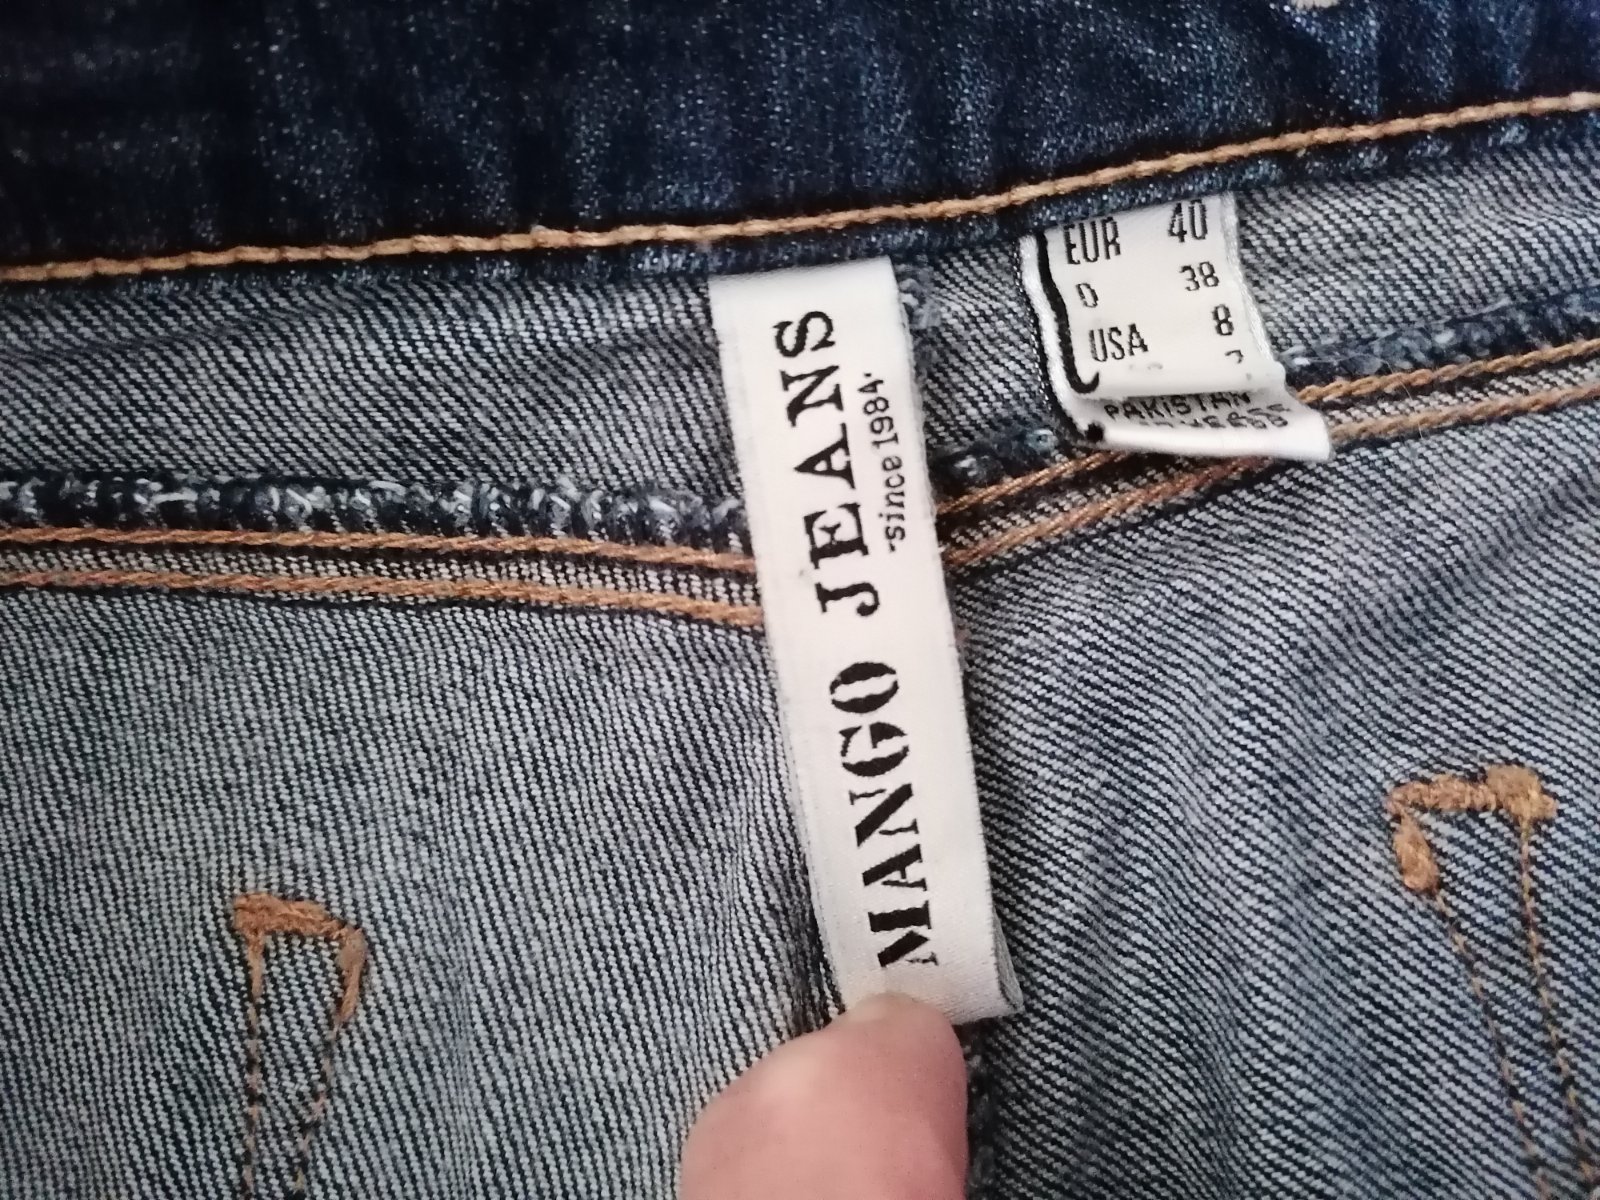 MANGO JEANS
-since 1984-
EUR 40
D 38
USA 8
PAKISTAN